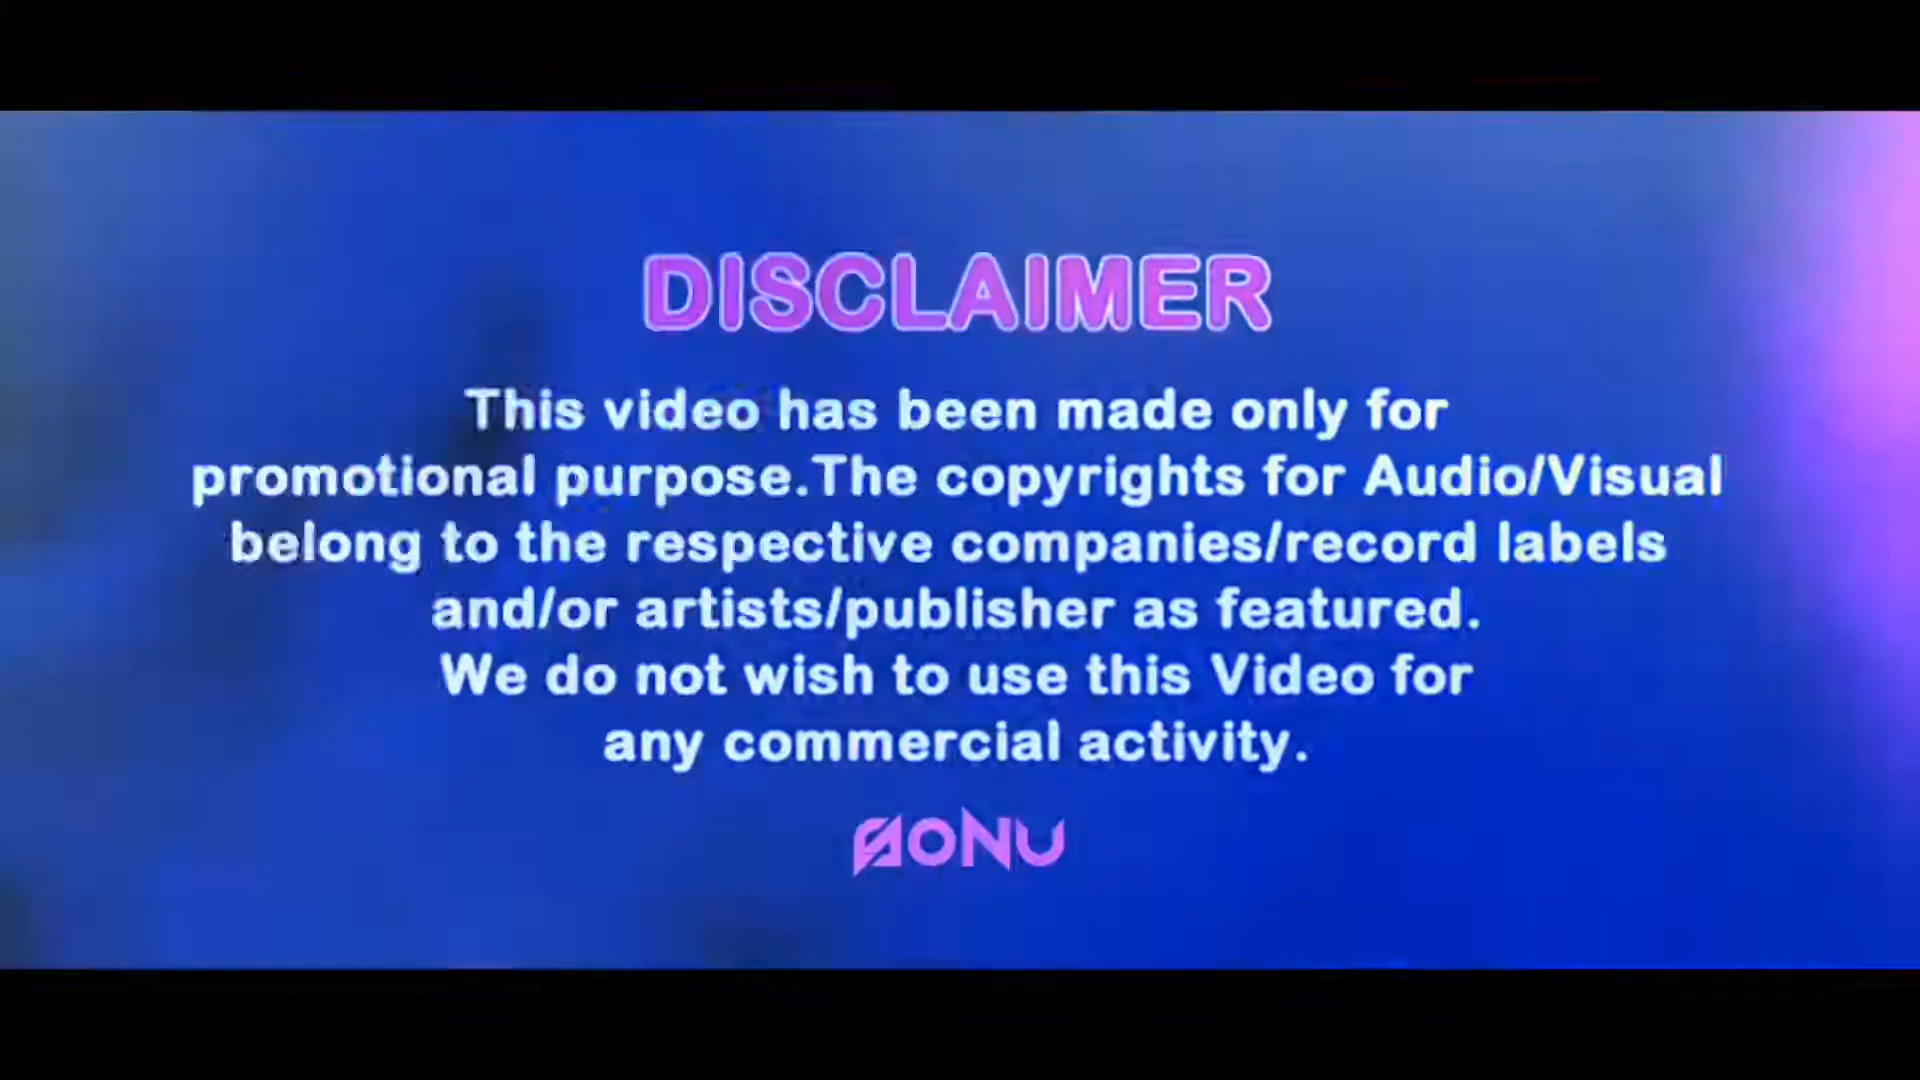 DISCLAIMER
This video has been made only for
promotional purpose.The copyrights for Audio/Visual
belong to the respective companies/record labels
and/or artists/publisher as featured.
We do not wish to use this Video for
any commercial activity.
SONU